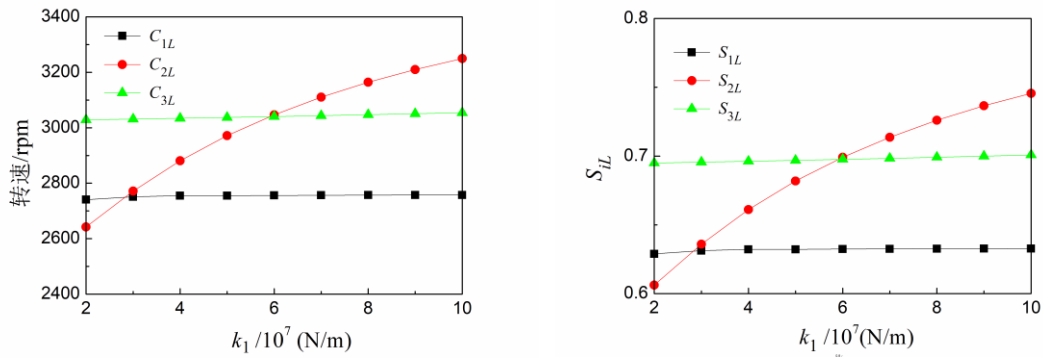 3400
3200
3000
2800
2600
2400
转速/rpm
C1L
C2L
C3L
2 4 6 8 10
k1 /10^7 (N/m)
0.8
0.7
0.6
SiL
S1L
S2L
S3L
2 4 6 8 10
k1 /10^7(N/m)